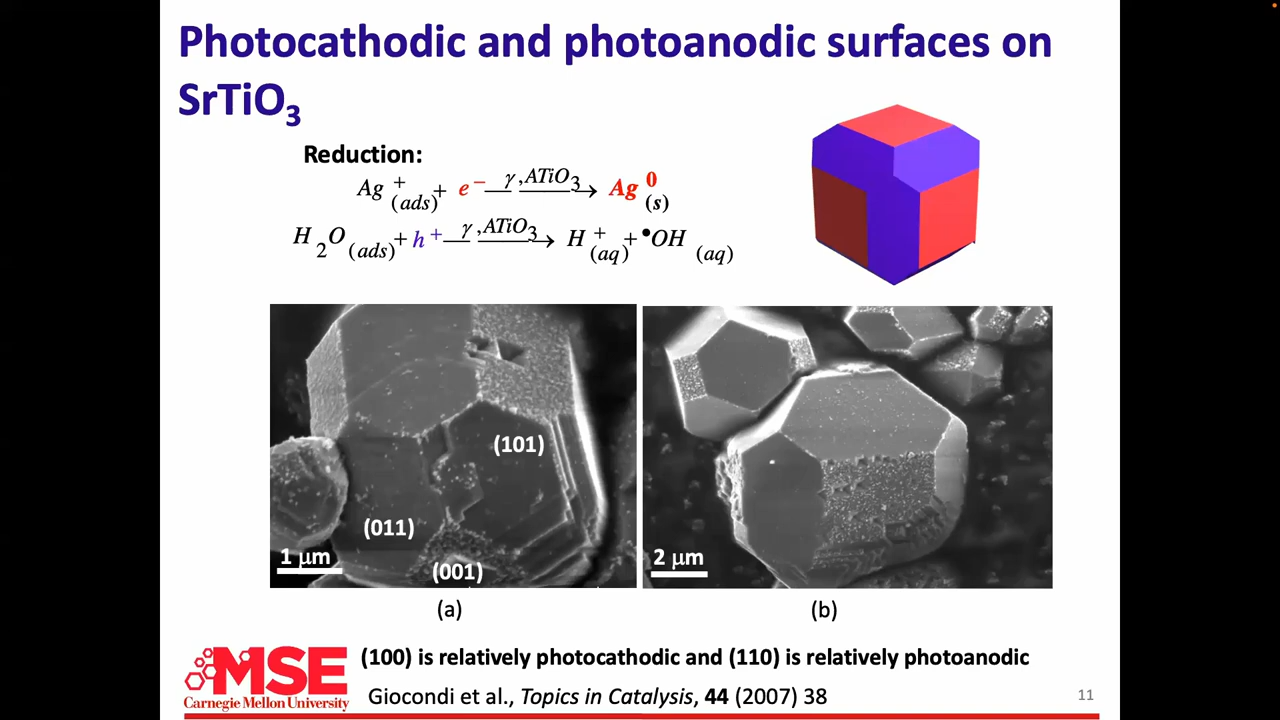 Photocathodic and photoanodic surfaces on
SrTiO3
Reduction:
Ag+(ads) + e− γ,ATiO3 → Ag0(s)
H2O(ads) + h+ γ,ATiO3 → H+(aq) + •OH(aq)
(101)
(011)
(001)
1 μm
2 μm
(a)
(b)
(100) is relatively photocathodic and (110) is relatively photoanodic
MSE
Carnegie Mellon University
Giocondi et al., Topics in Catalysis, 44 (2007) 38
11